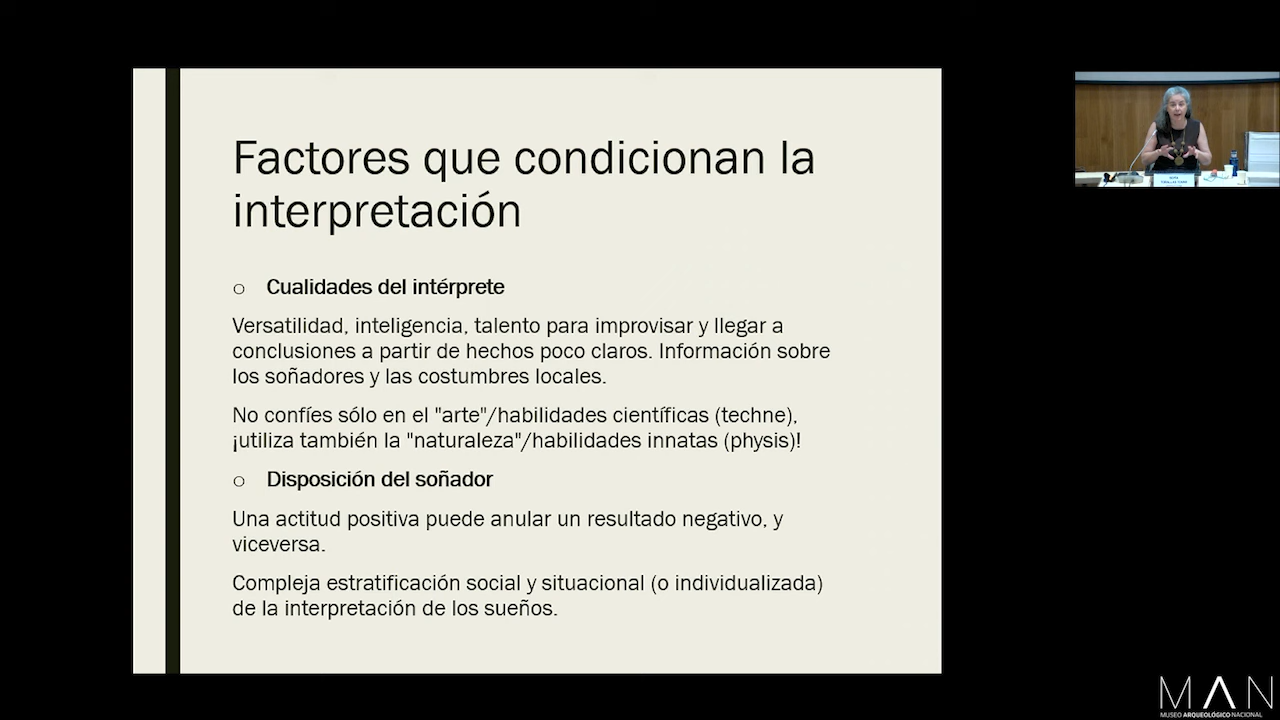 Factores que condicionan la
interpretación
o Cualidades del intérprete
Versatilidad, inteligencia, talento para improvisar y llegar a
conclusiones a partir de hechos poco claros. Información sobre
los soñadores y las costumbres locales.
No confíes sólo en el "arte"/habilidades científicas (techne),
¡utiliza también la "naturaleza"/habilidades innatas (physis)!
o Disposición del soñador
Una actitud positiva puede anular un resultado negativo, y
viceversa.
Compleja estratificación social y situacional (o individualizada)
de la interpretación de los sueños.
MAN
MUSEO ARQUEOLÓGICO NACIONAL